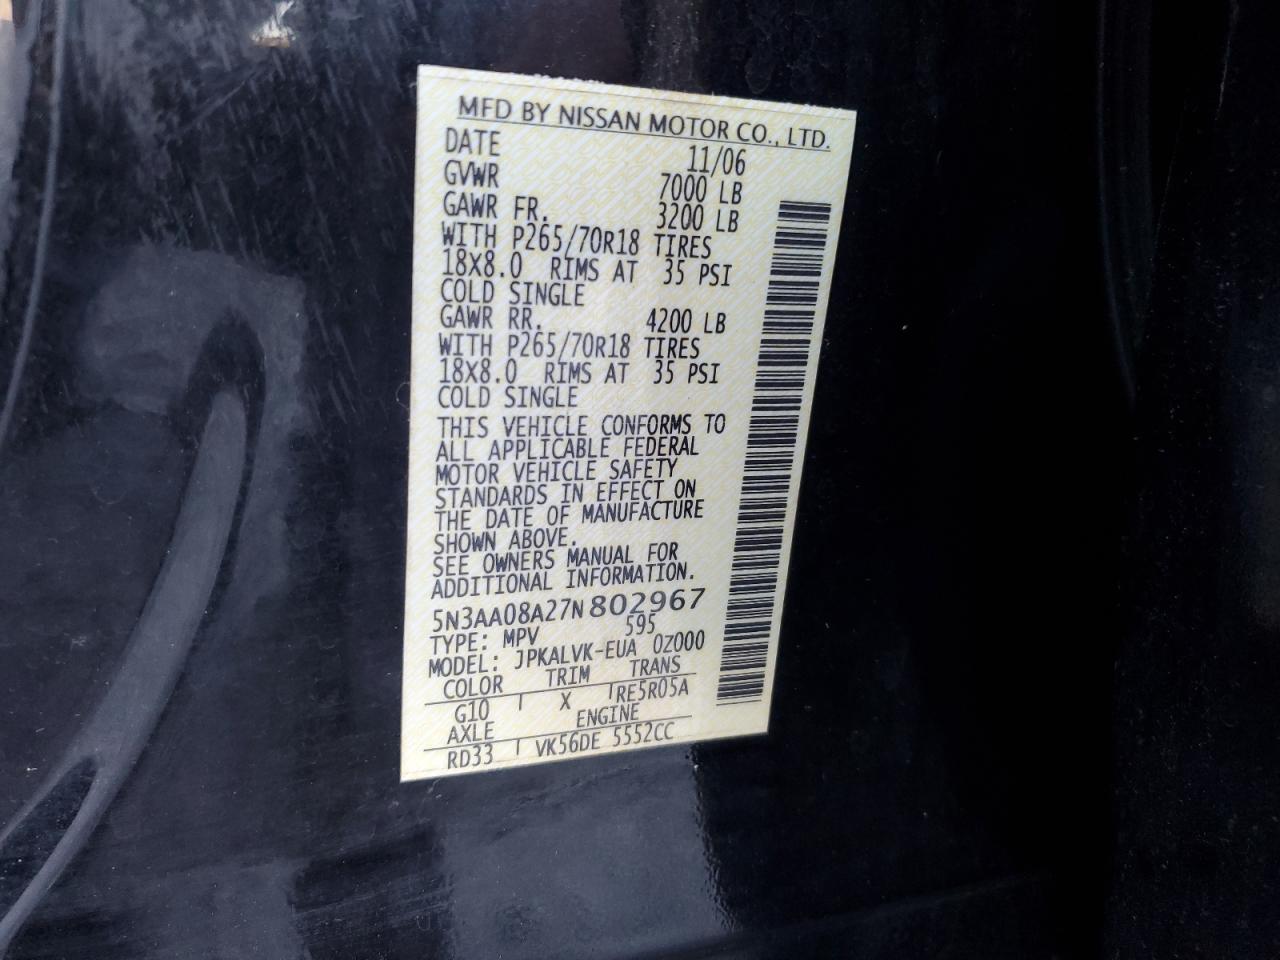 MFD BY NISSAN MOTOR CO., LTD.
DATE 11/06
GVWR 7000 LB
GAWR FR. 3200 LB
WITH P265/70R18 TIRES
18X8.0 RIMS AT 35 PSI
COLD SINGLE
GAWR RR. 4200 LB
WITH P265/70R18 TIRES
18X8.0 RIMS AT 35 PSI
COLD SINGLE
THIS VEHICLE CONFORMS TO
ALL APPLICABLE FEDERAL
MOTOR VEHICLE SAFETY
STANDARDS IN EFFECT ON
THE DATE OF MANUFACTURE
SHOWN ABOVE.
SEE OWNERS MANUAL FOR
ADDITIONAL INFORMATION.
5N3AA08A27N802967
TYPE: MPV 595
MODEL: JPKALVK-EUA 0Z000
COLOR TRIM TRANS
G10 X RE5R05A
AXLE ENGINE
RD33 VK56DE 5552CC